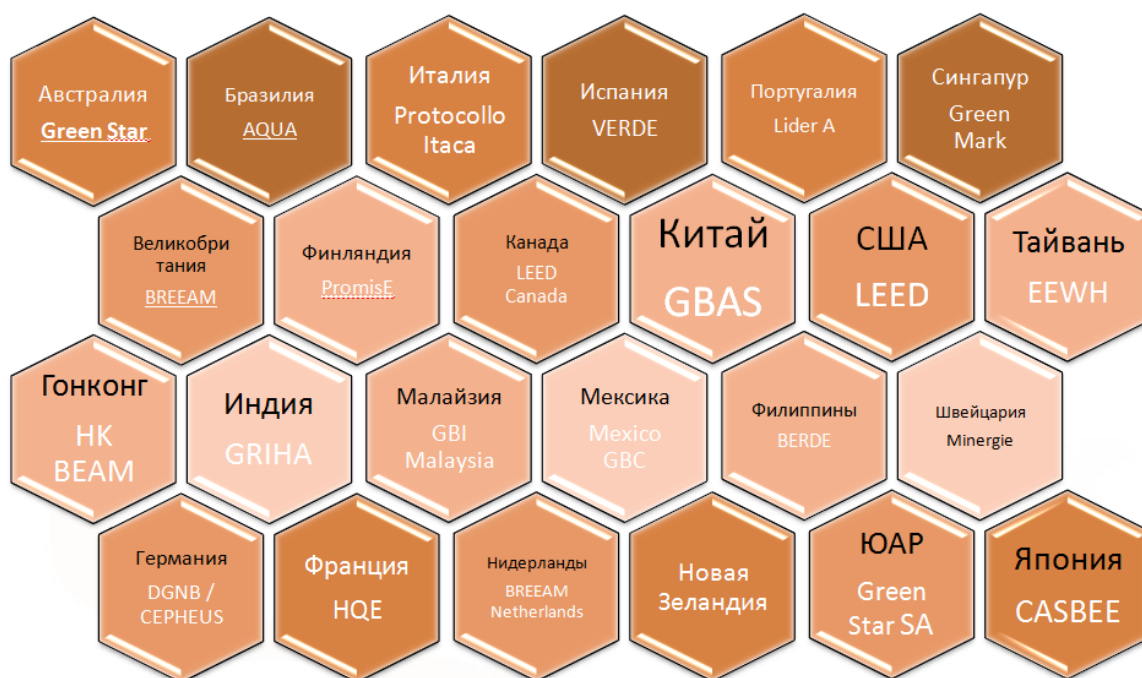 Австралия
Green Star
Бразилия
AQUA
Италия
Protocollo
Itaca
Испания
VERDE
Португалия
Lider A
Сингапур
Green
Mark
Великобри
тания
BREEAM
Финляндия
PromisE
Канада
LEED
Canada
Китай
GBAS
США
LEED
Тайвань
EEWH
Гонконг
HK
BEAM
Индия
GRIHA
Малайзия
GBI
Malaysia
Мексика
Mexico
GBC
Филиппины
BERDE
Швейцария
Minergie
Германия
DGNB /
CEPHEUS
Франция
HQE
Нидерланды
BREEAM
Netherlands
Новая
Зеландия
ЮАР
Green
Star SA
Япония
CASBEE